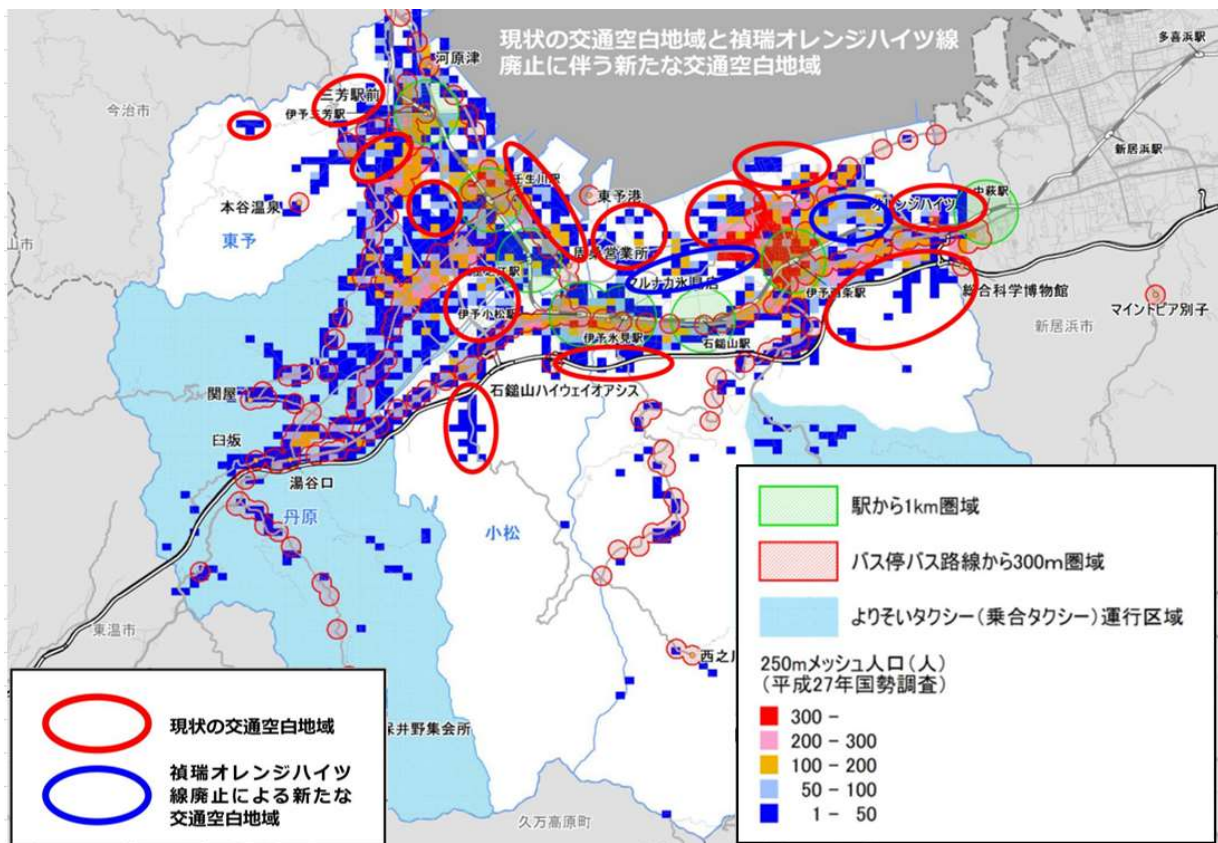 現状の交通空白地域と禎瑞オレンジハイツ線
廃止に伴う新たな交通空白地域
多喜浜駅
河原津
今治市
三芳駅前
伊予三芳駅
新居浜駅
中萩駅
壬生川駅
東予港
オレンジハイツ
本谷温泉
東予
周桑営業所
マルナカ氷見店
総合科学博物館
伊予小松駅
伊予西条駅
伊予氷見駅
石鎚山駅
マイントピア別子
新居浜市
関屋
石鎚山ハイウェイオアシス
臼坂
湯谷口
丹原
小松
東温市
西之川
保井野集会所
久万高原町
駅から1km圏域
バス停バス路線から300m圏域
よりそいタクシー(乗合タクシー)運行区域
250mメッシュ人口(人)
(平成27年国勢調査)
300 -
200 - 300
100 - 200
50 - 100
1 - 50
現状の交通空白地域
禎瑞オレンジハイツ
線廃止による新たな
交通空白地域